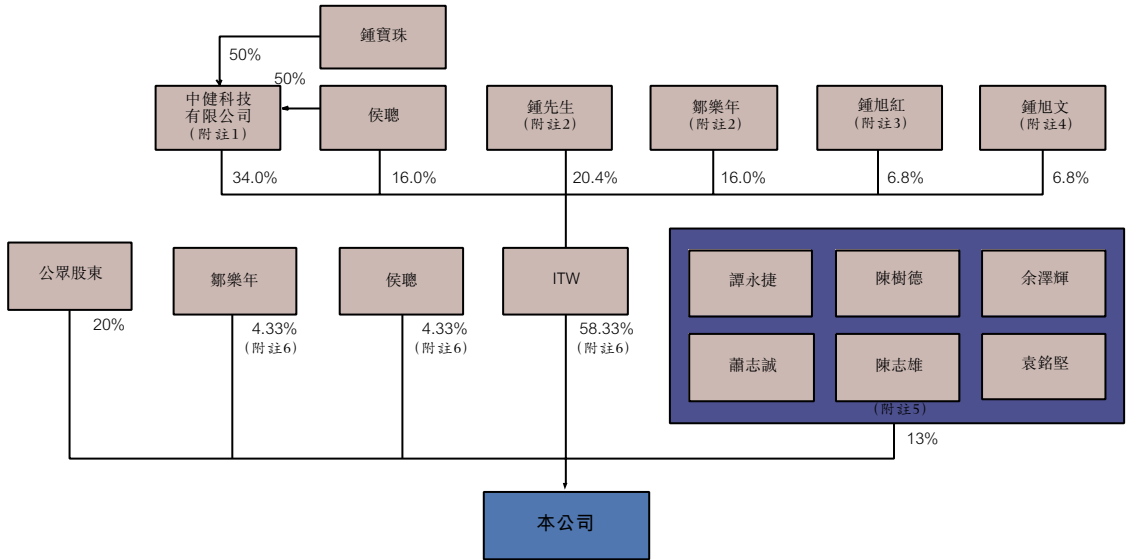 鍾寶珠
50%
50%
中健科技
有限公司
(附註1)
侯聰
鍾先生
(附註2)
鄒樂年
(附註2)
鍾旭紅
(附註3)
鍾旭文
(附註4)
34.0%
16.0%
20.4%
16.0%
6.8%
6.8%
公眾股東
鄒樂年
侯聰
ITW
譚永捷
陳樹德
余澤輝
20%
4.33%
(附註6)
4.33%
(附註6)
58.33%
(附註6)
蕭志誠
陳志雄
袁銘堅
(附註5)
13%
本公司